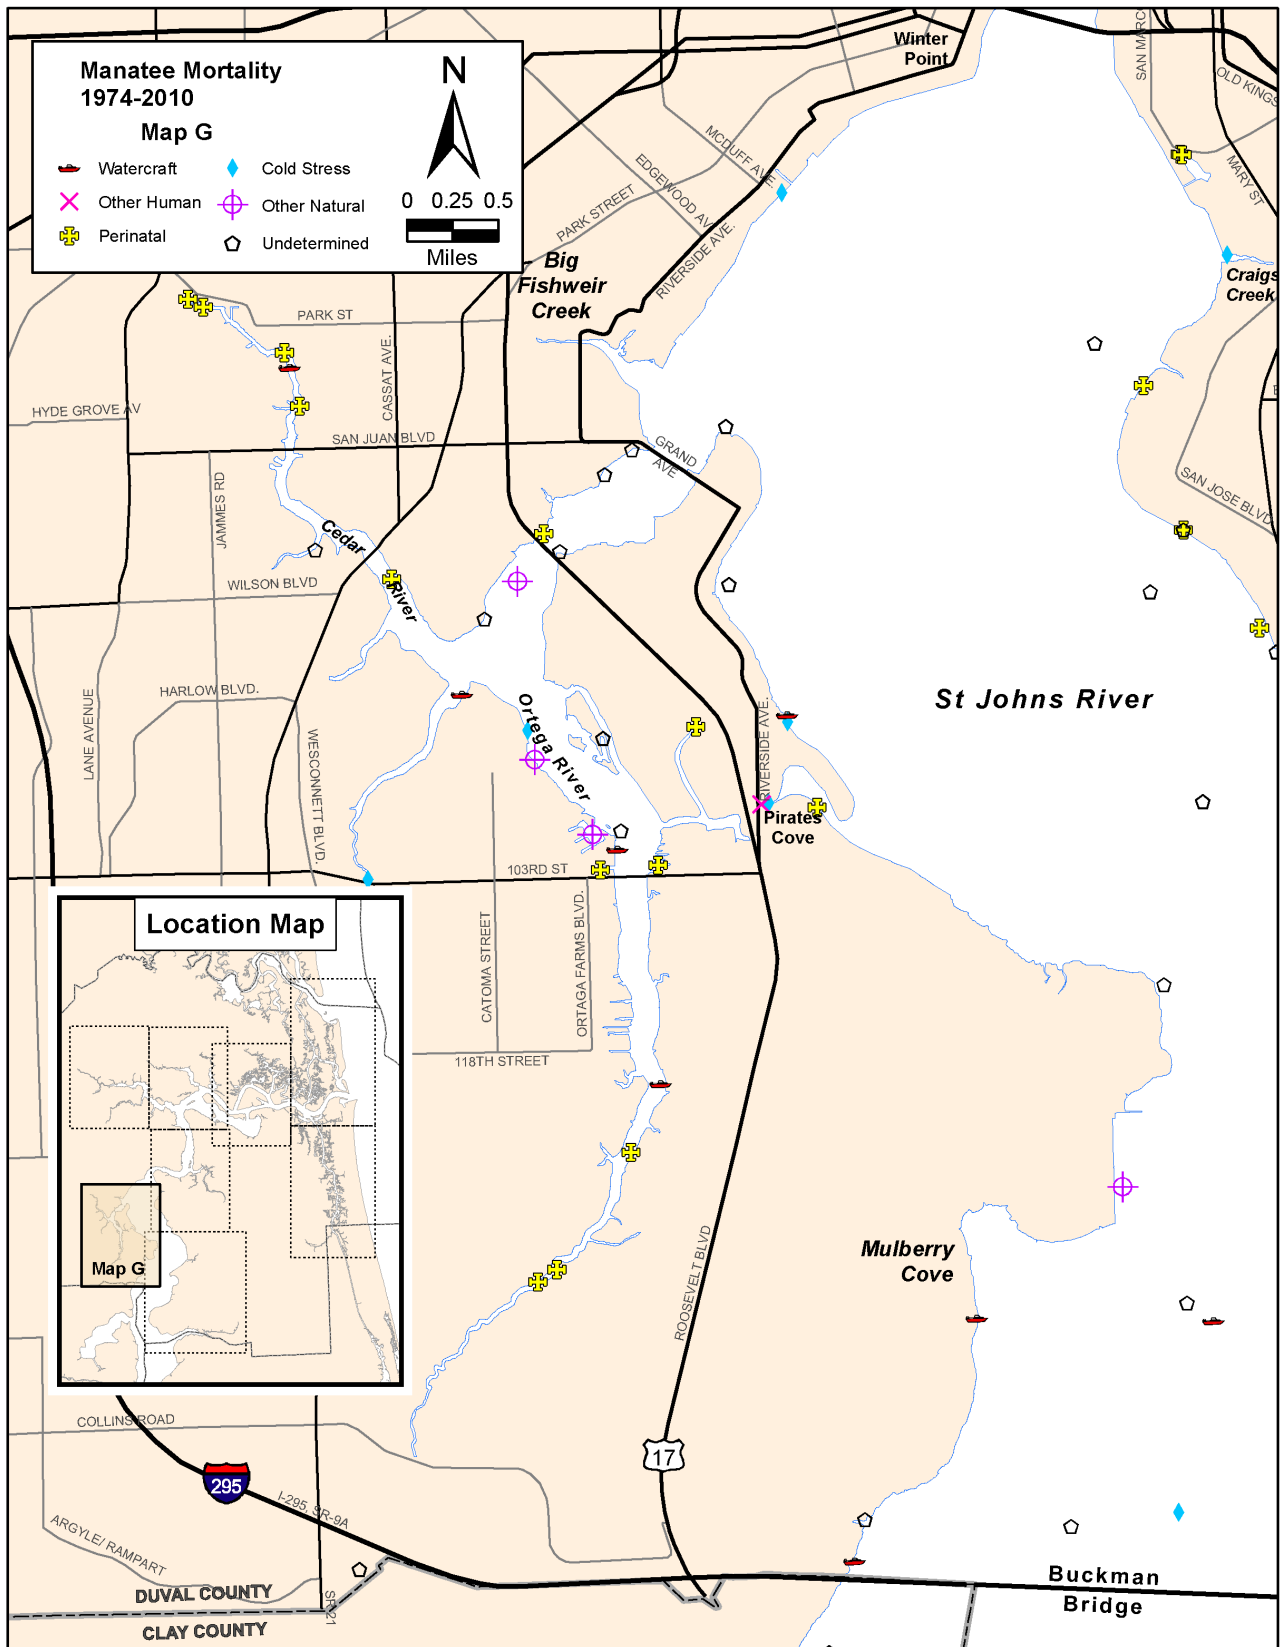 Manatee Mortality
1974-2010
Map G
Watercraft
Other Human
Perinatal
Cold Stress
Other Natural
Undetermined
N
0 0.25 0.5
Miles
Winter
Point
SAN MARC
OLD KINGS
MARY ST
MCDUFF AVE
EDGEWOOD AV
PARK STREET
RIVERSIDE AVE.
Big
Fishweir
Creek
Craigs
Creek
PARK ST
CASSAT AVE.
HYDE GROVE AV
SAN JUAN BLVD
GRAND
AVE
SAN JOSE BLVD
JAMMES RD
Cedar
River
WILSON BLVD
HARLOW BLVD.
LANE AVENUE
WESCONNETT BLVD.
Ortega River
St Johns River
RIVERSIDE AVE.
Pirates
Cove
103RD ST
CATOMA STREET
ORTAGA FARMS BLVD.
118TH STREET
Location Map
Map G
ROOSEVELT BLVD
Mulberry
Cove
COLLINS ROAD
17
295
I-295, SR-9A
ARGYLE/ RAMPART
SR-21
DUVAL COUNTY
CLAY COUNTY
Buckman
Bridge